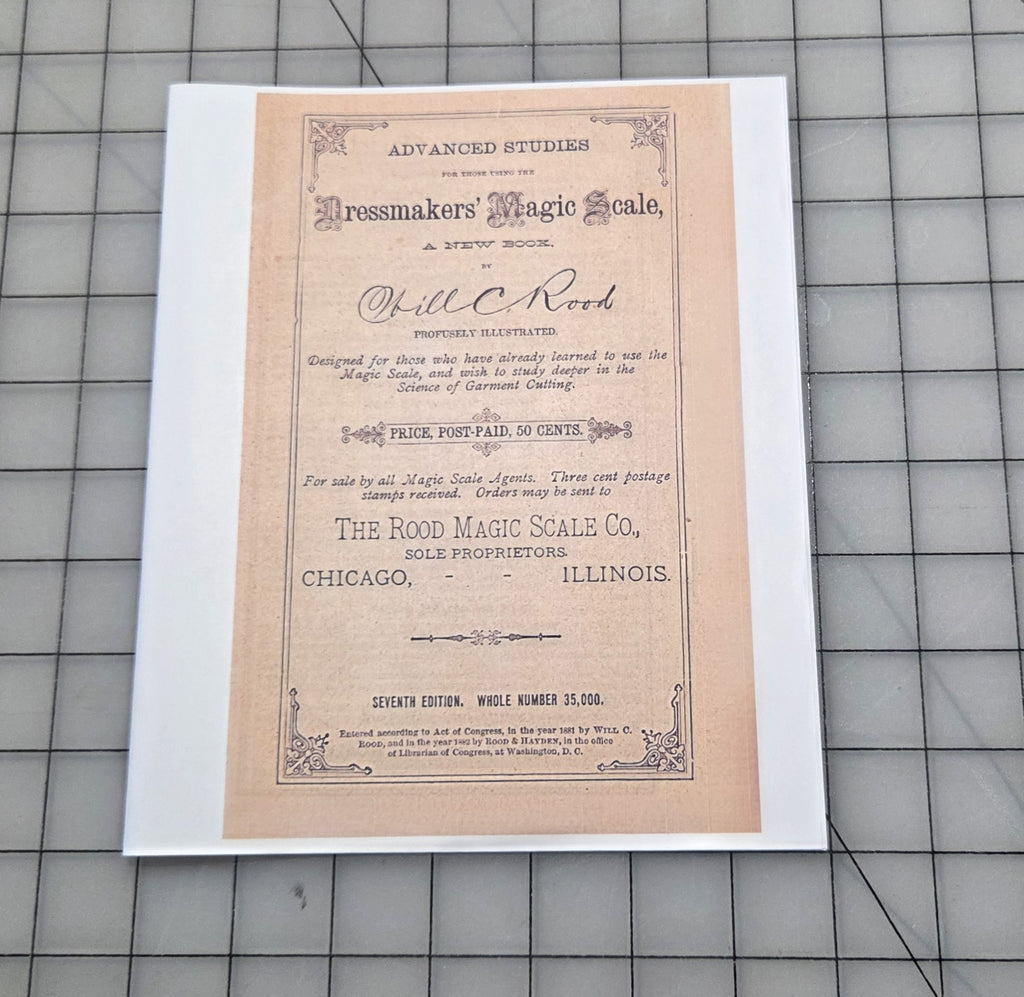 ADVANCED STUDIES
FOR THOSE USING THE
Dressmakers' Magic Scale,
A NEW BOOK,
BY
Will C. Rood
PROFUSELY ILLUSTRATED.
Designed for those who have already learned to use the
Magic Scale, and wish to study deeper in the
Science of Garment Cutting.
PRICE, POST-PAID, 50 CENTS.
For sale by all Magic Scale Agents. Three cent postage
stamps received. Orders may be sent to
THE ROOD MAGIC SCALE CO.,
SOLE PROPRIETORS.
CHICAGO, - - ILLINOIS.
SEVENTH EDITION. WHOLE NUMBER 35,000.
Entered according to Act of Congress, in the year 1881 by WILL C.
ROOD, and in the year 1882 by ROOD & HAYDEN, in the office
of Librarian of Congress, at Washington, D. C.